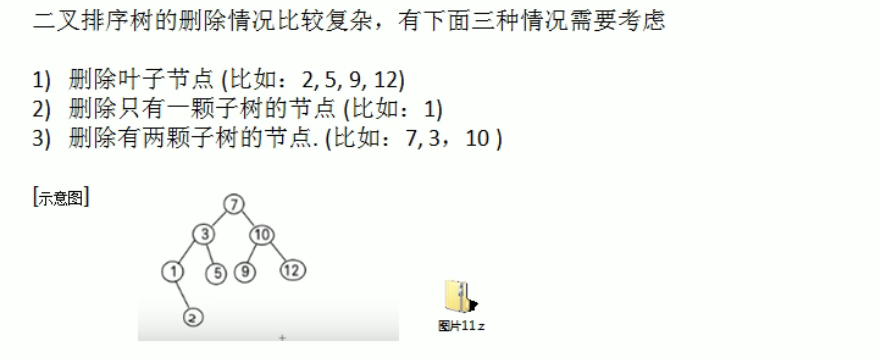 二叉排序树的删除情况比较复杂，有下面三种情况需要考虑
1) 删除叶子节点 (比如：2, 5, 9, 12)
2) 删除只有一颗子树的节点 (比如：1)
3) 删除有两颗子树的节点. (比如：7, 3，10 )
[示意图]
7
3 10
1 5 9 12
2
图片11.z